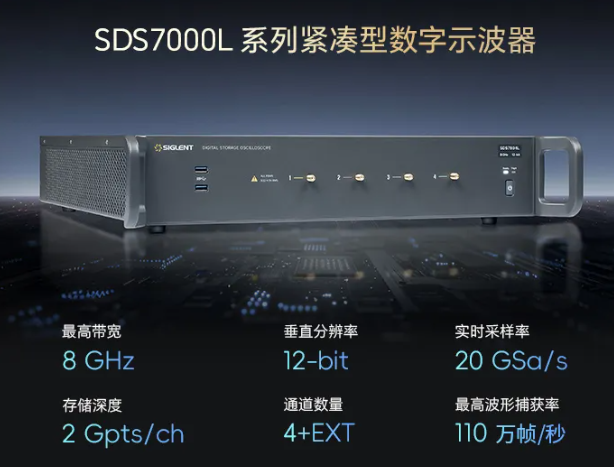 SDS7000L 系列紧凑型数字示波器
SIGLENT
DIGITAL STORAGE OSCILLOSCOPE
1
2
3
4
最高带宽
8 GHz
垂直分辨率
12-bit
实时采样率
20 GSa/s
存储深度
2 Gpts/ch
通道数量
4+EXT
最高波形捕获率
110 万帧/秒